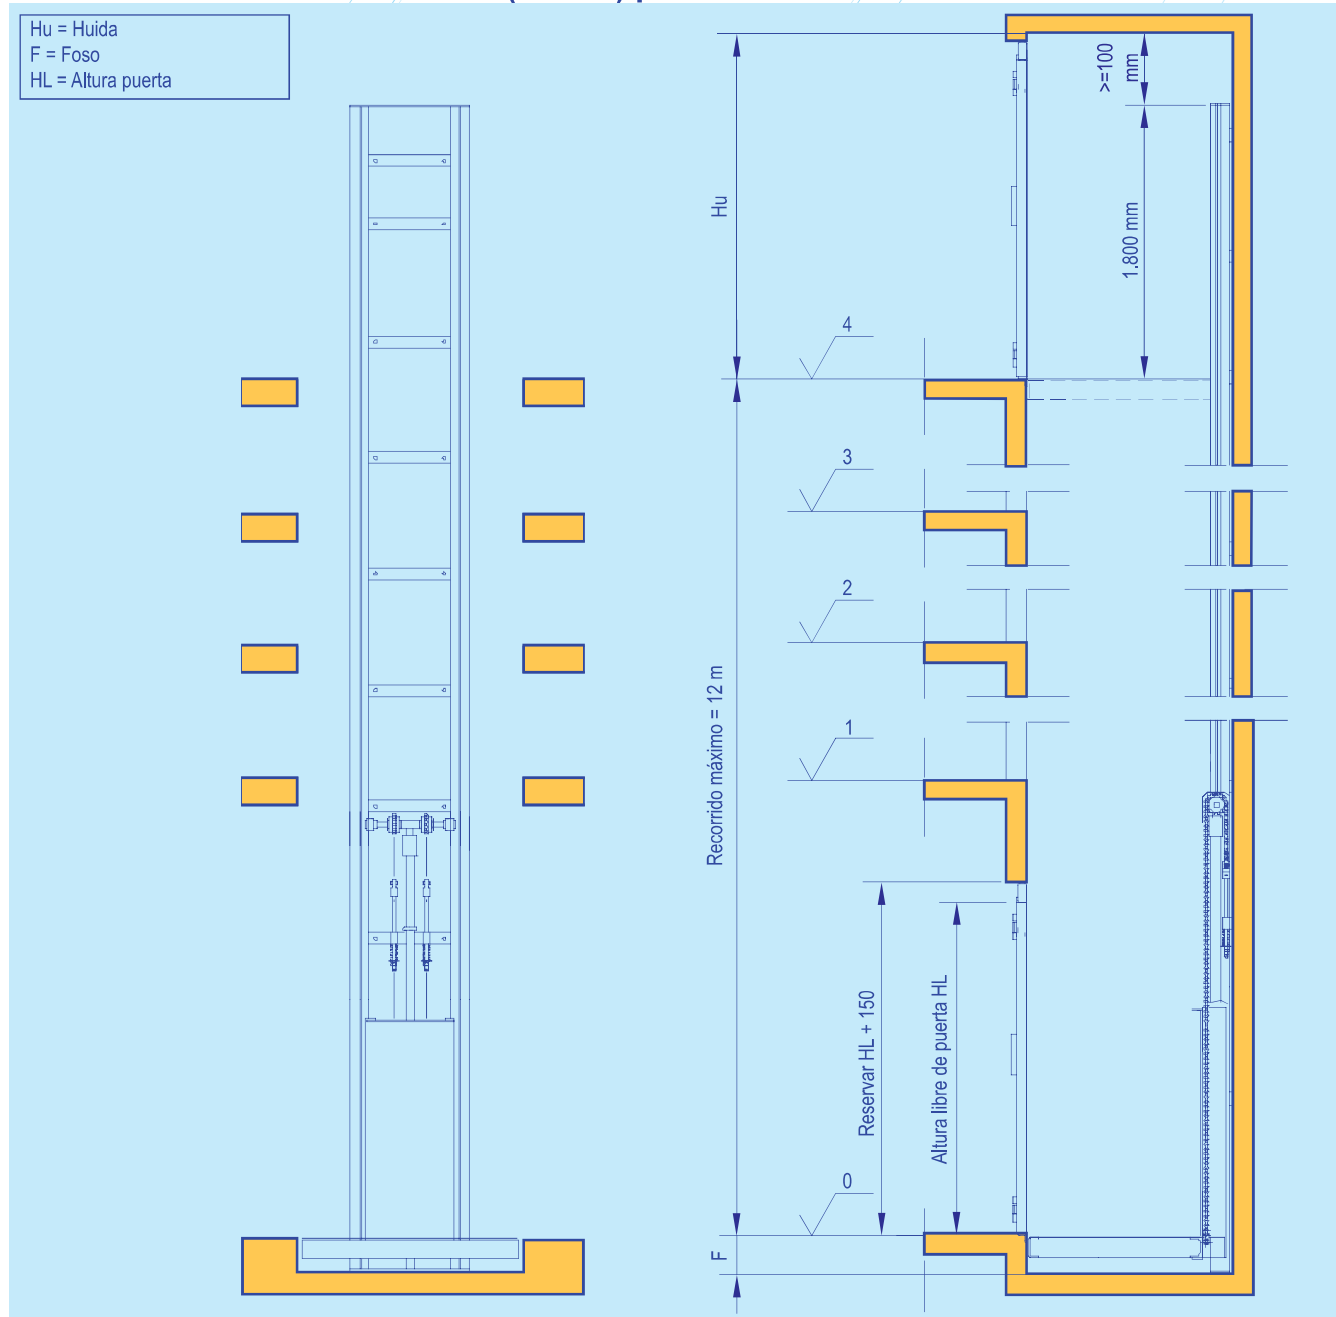 Hu = Huida
F = Foso
HL = Altura puerta
>=100
mm
Hu
1.800 mm
4
3
2
Recorrido máximo = 12 m
1
Reservar HL + 150
Altura libre de puerta HL
0
F